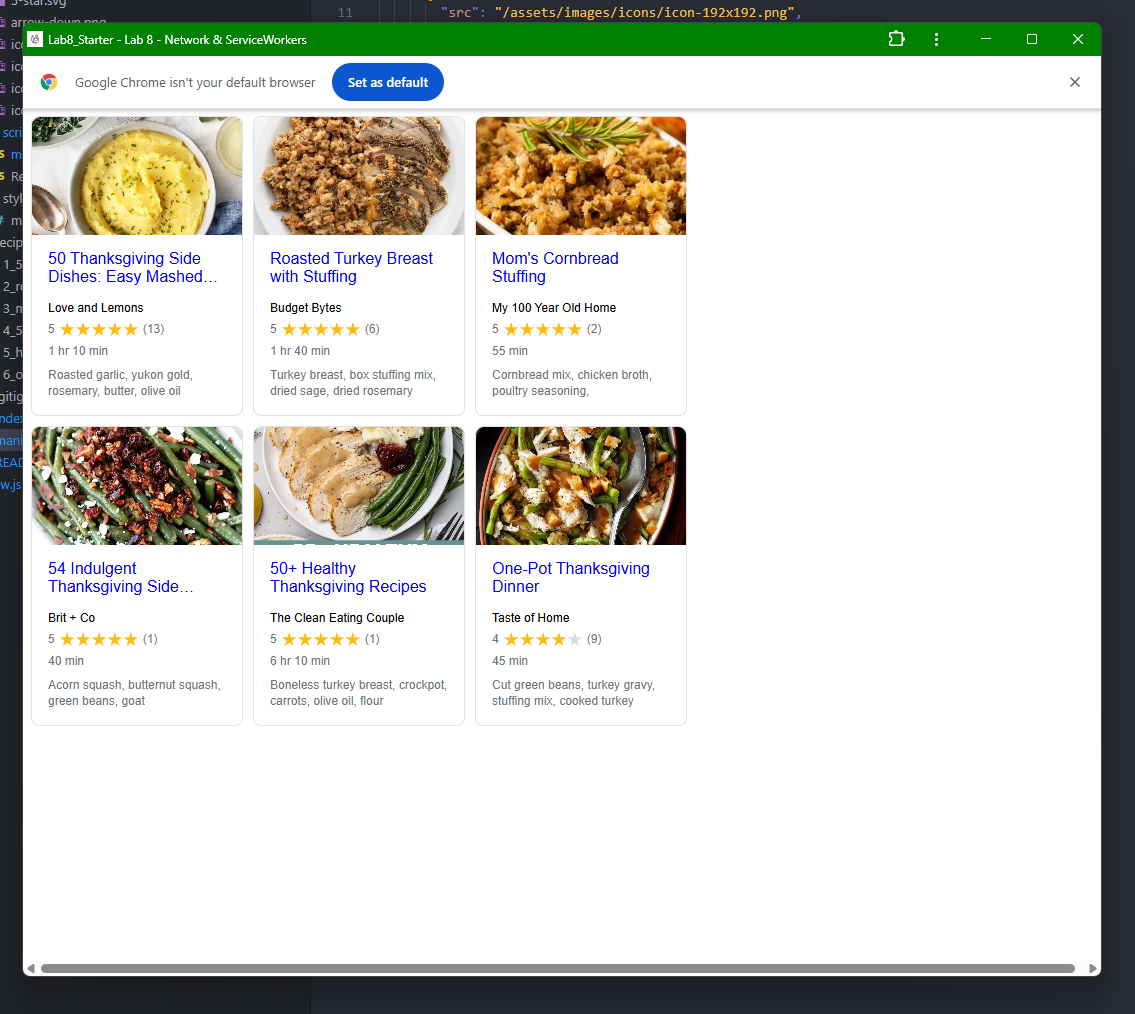 5-star.svg
arrow-down.png
11 "src": "/assets/images/icons/icon-192x192.png",
Lab8_Starter - Lab 8 - Network & ServiceWorkers
Google Chrome isn't your default browser
Set as default
50 Thanksgiving Side
Dishes: Easy Mashed…
Love and Lemons
5 (13)
1 hr 10 min
Roasted garlic, yukon gold,
rosemary, butter, olive oil
Roasted Turkey Breast
with Stuffing
Budget Bytes
5 (6)
1 hr 40 min
Turkey breast, box stuffing mix,
dried sage, dried rosemary
Mom's Cornbread
Stuffing
My 100 Year Old Home
5 (2)
55 min
Cornbread mix, chicken broth,
poultry seasoning,
54 Indulgent
Thanksgiving Side…
Brit + Co
5 (1)
40 min
Acorn squash, butternut squash,
green beans, goat
50+ Healthy
Thanksgiving Recipes
The Clean Eating Couple
5 (1)
6 hr 10 min
Boneless turkey breast, crockpot,
carrots, olive oil, flour
One-Pot Thanksgiving
Dinner
Taste of Home
4 (9)
45 min
Cut green beans, turkey gravy,
stuffing mix, cooked turkey